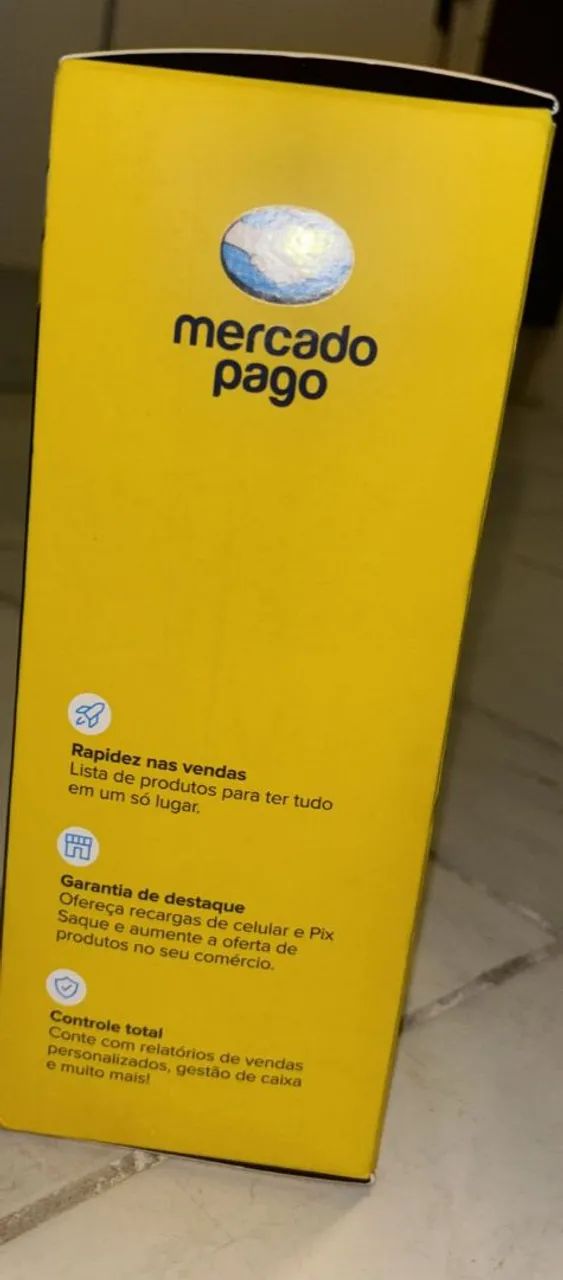 mercado
pago
Rapidez nas vendas
Lista de produtos para ter tudo
em um só lugar.
Garantia de destaque
Ofereça recargas de celular e Pix
Saque e aumente a oferta de
produtos no seu comércio.
Controle total
Conte com relatórios de vendas
personalizados, gestão de caixa
e muito mais!